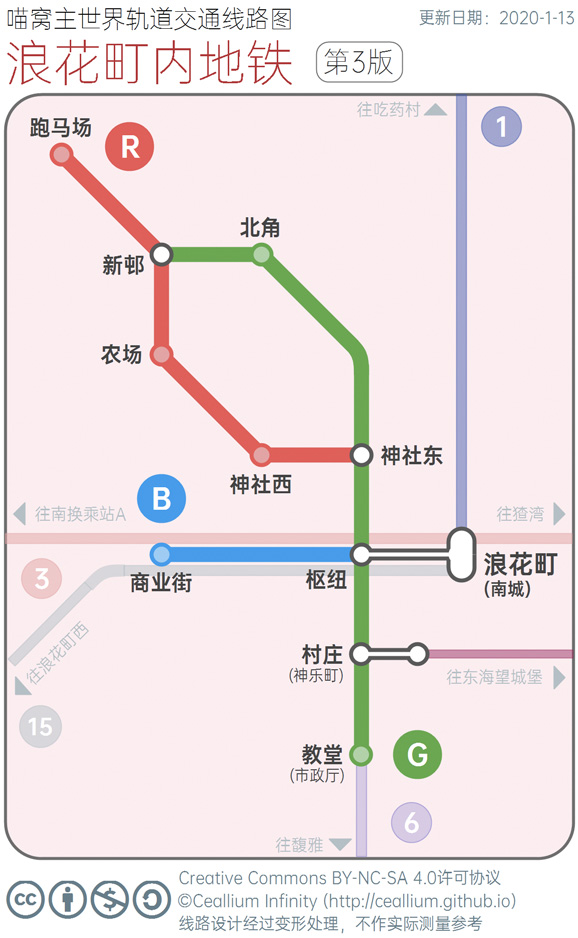 喵窝主世界轨道交通线路图
更新日期：2020-1-13
浪花町内地铁
第3版
往吃药村
1
跑马场
R
北角
新邨
农场
神社东
神社西
B
往南换乘站A
往猹湾
3
商业街
枢纽
浪花町
(南城)
往浪花町西
村庄
(神乐町)
往东海望城堡
15
教堂
(市政厅)
G
6
往馥雅
cc
Creative Commons BY-NC-SA 4.0许可协议
©Ceallium Infinity (http://ceallium.github.io)
线路设计经过变形处理，不作实际测量参考